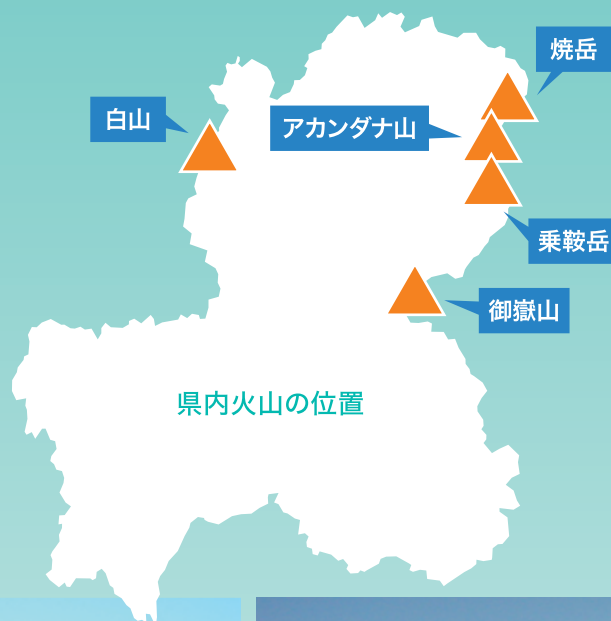 焼岳
白山
アカンダナ山
乗鞍岳
御嶽山
県内火山の位置